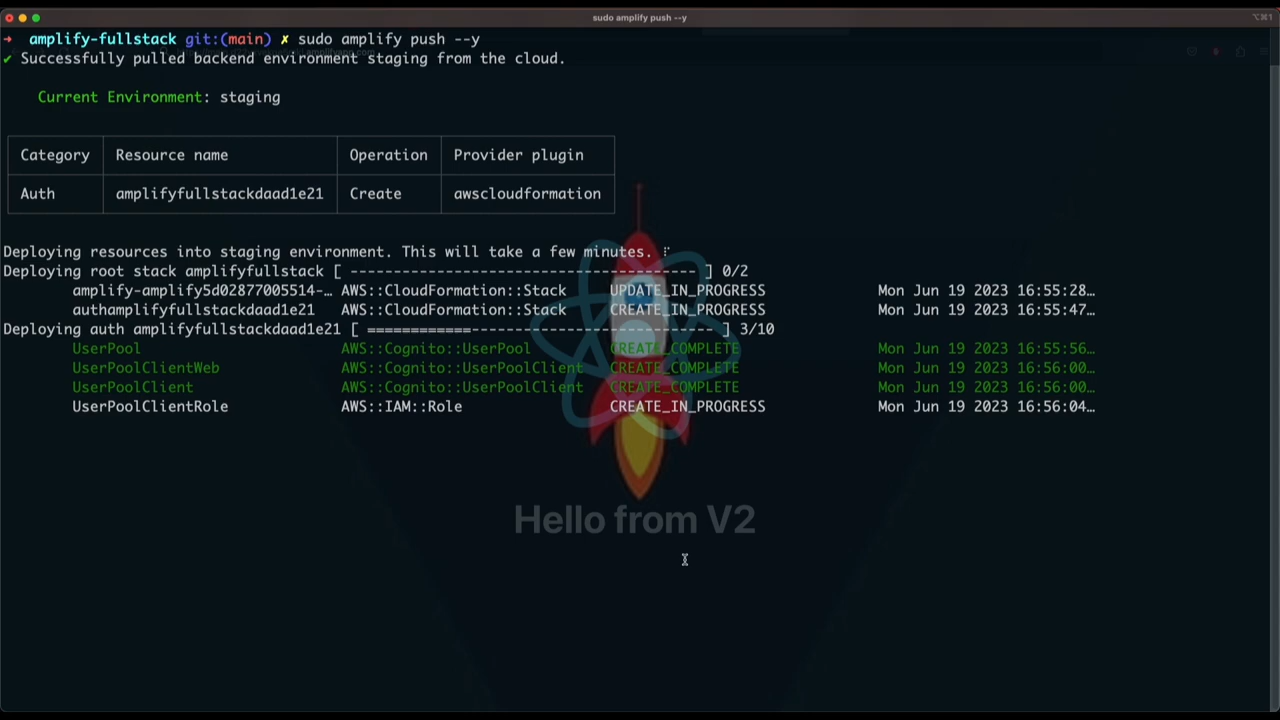 sudo amplify push --y
⌥⌘1
→ amplify-fullstack git:(main) ✗ sudo amplify push --y
✔ Successfully pulled backend environment staging from the cloud.
Current Environment: staging
Category Resource name Operation Provider plugin
Auth amplifyfullstackdaad1e21 Create awscloudformation
Deploying resources into staging environment. This will take a few minutes. ⠏
Deploying root stack amplifyfullstack [ ---------------------------------------- ] 0/2
amplify-amplify5d02877005514-… AWS::CloudFormation::Stack UPDATE_IN_PROGRESS Mon Jun 19 2023 16:55:28…
authamplifyfullstackdaad1e21 AWS::CloudFormation::Stack CREATE_IN_PROGRESS Mon Jun 19 2023 16:55:47…
Deploying auth amplifyfullstackdaad1e21 [ ============---------------------------- ] 3/10
UserPool AWS::Cognito::UserPool CREATE_COMPLETE Mon Jun 19 2023 16:55:56…
UserPoolClientWeb AWS::Cognito::UserPoolClient CREATE_COMPLETE Mon Jun 19 2023 16:56:00…
UserPoolClient AWS::Cognito::UserPoolClient CREATE_COMPLETE Mon Jun 19 2023 16:56:00…
UserPoolClientRole AWS::IAM::Role CREATE_IN_PROGRESS Mon Jun 19 2023 16:56:04…
Hello from V2